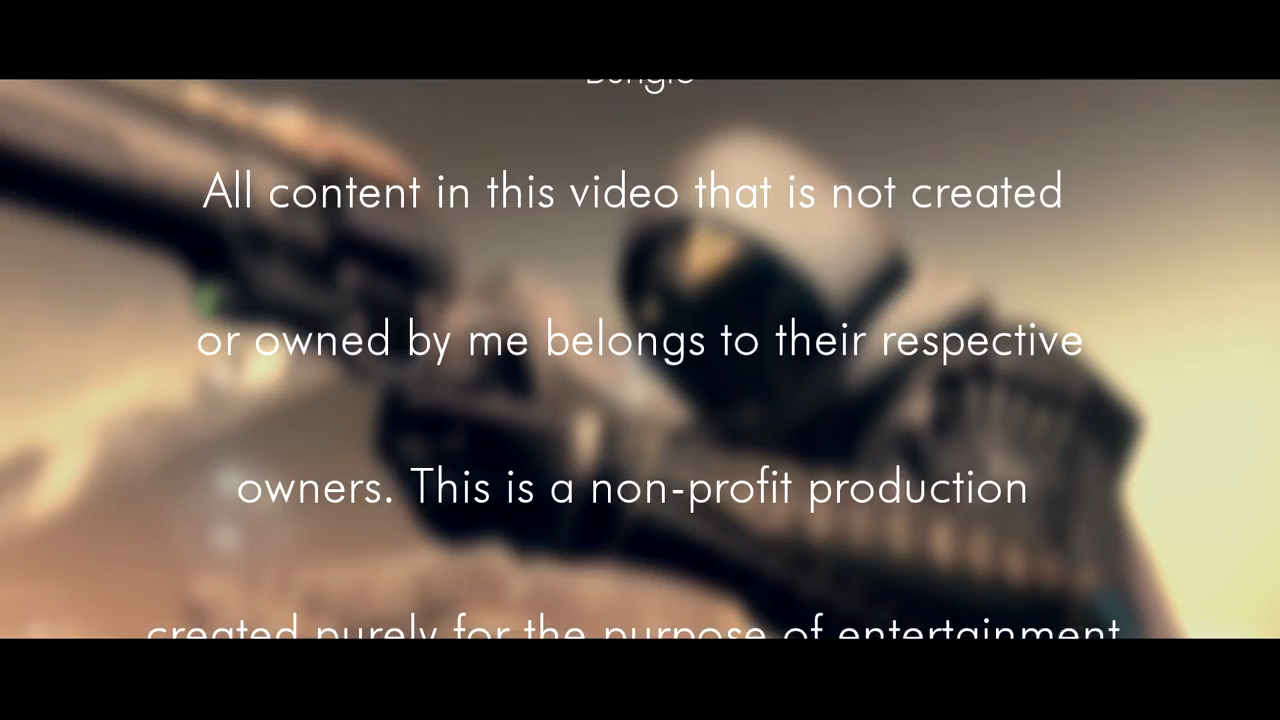 Bungie
All content in this video that is not created
or owned by me belongs to their respective
owners. This is a non-profit production
created purely for the purpose of entertainment